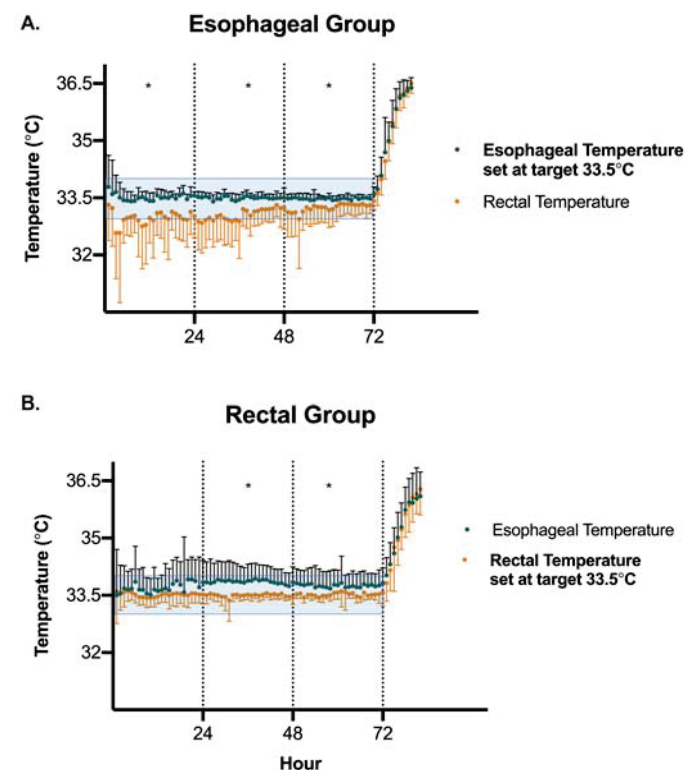 A.
Esophageal Group
* * *
36.5
35
33.5
32
Temperature (°C)
24 48 72
Esophageal Temperature
set at target 33.5°C
Rectal Temperature
B.
Rectal Group
* *
36.5
35
33.5
32
Temperature (°C)
24 48 72
Hour
Esophageal Temperature
Rectal Temperature
set at target 33.5°C